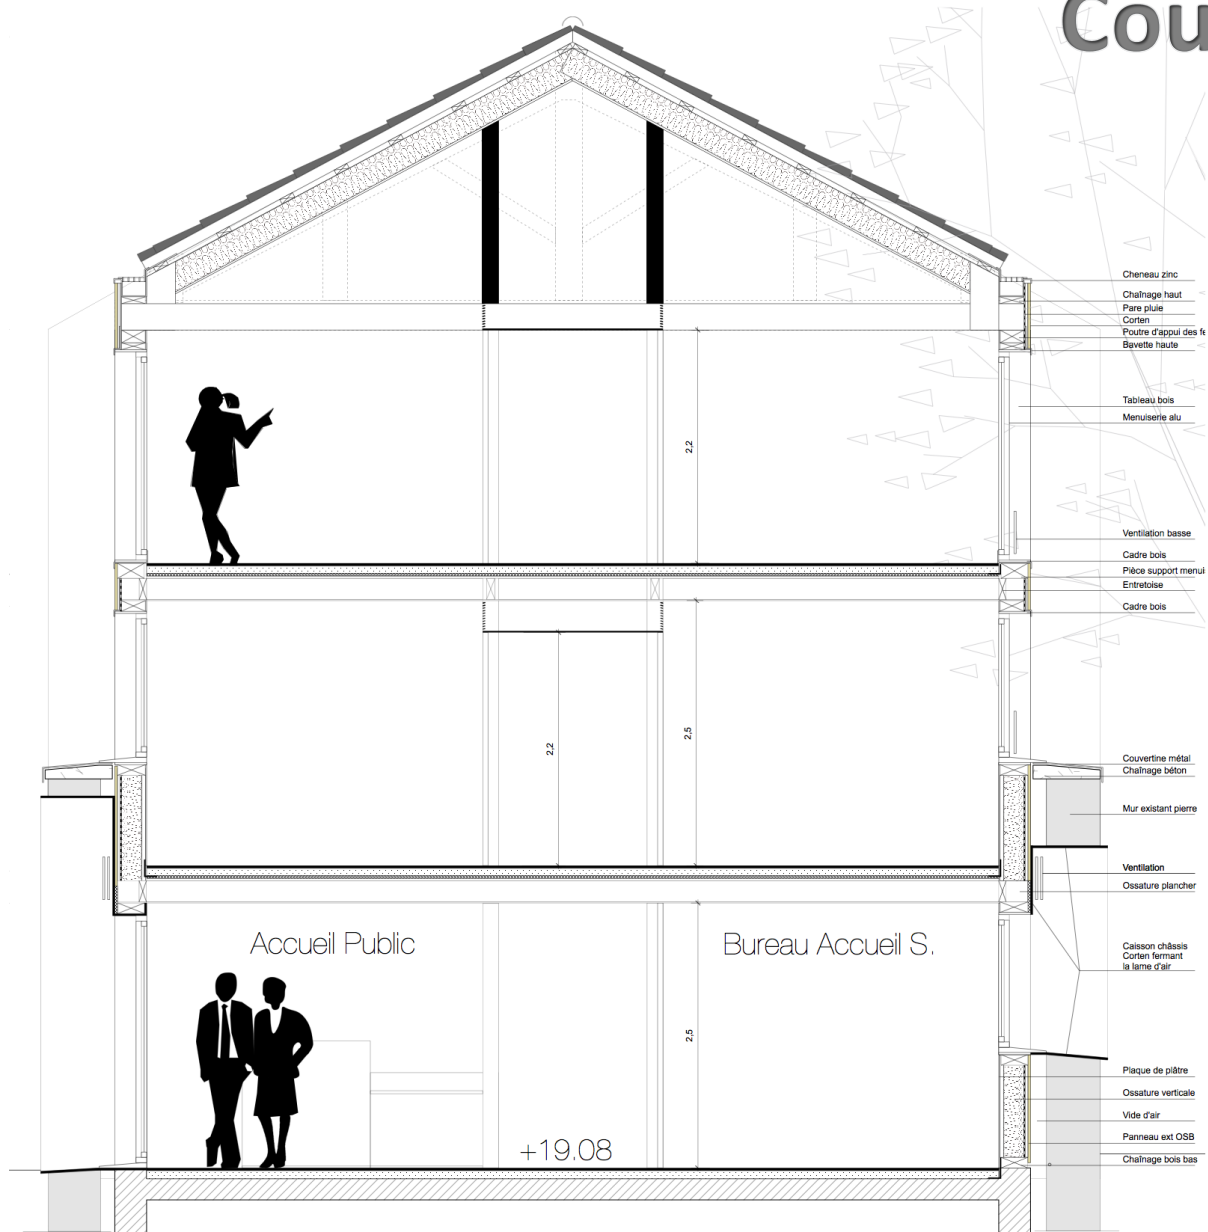 Cou
Cheneau zinc
Chaînage haut
Pare pluie
Corten
Poutre d'appui des fe
Bavette haute
Tableau bois
Menuiserie alu
2,2
Ventilation basse
Cadre bois
Pièce support menui
Entretoise
Cadre bois
2,2
2,5
Couvertine métal
Chaînage béton
Mur existant pierre
Ventilation
Ossature plancher
Accueil Public
Bureau Accueil S.
Caisson châssis
Corten fermant
la lame d'air
2,5
Plaque de plâtre
Ossature verticale
Vide d'air
Panneau ext OSB
+19.08
Chaînage bois bas